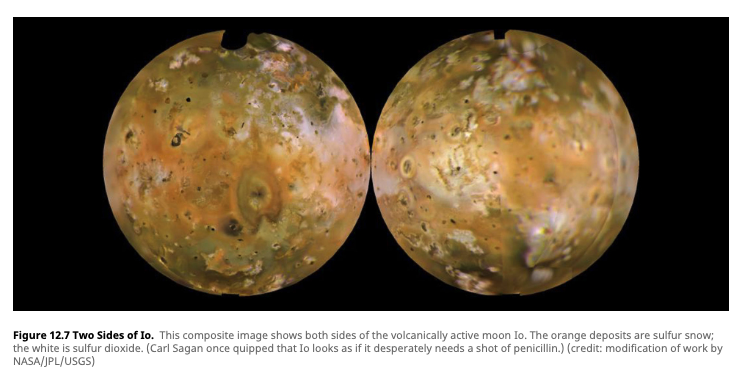 Figure 12.7 Two Sides of Io. This composite image shows both sides of the volcanically active moon Io. The orange deposits are sulfur snow;
the white is sulfur dioxide. (Carl Sagan once quipped that Io looks as if it desperately needs a shot of penicillin.) (credit: modification of work by
NASA/JPL/USGS)